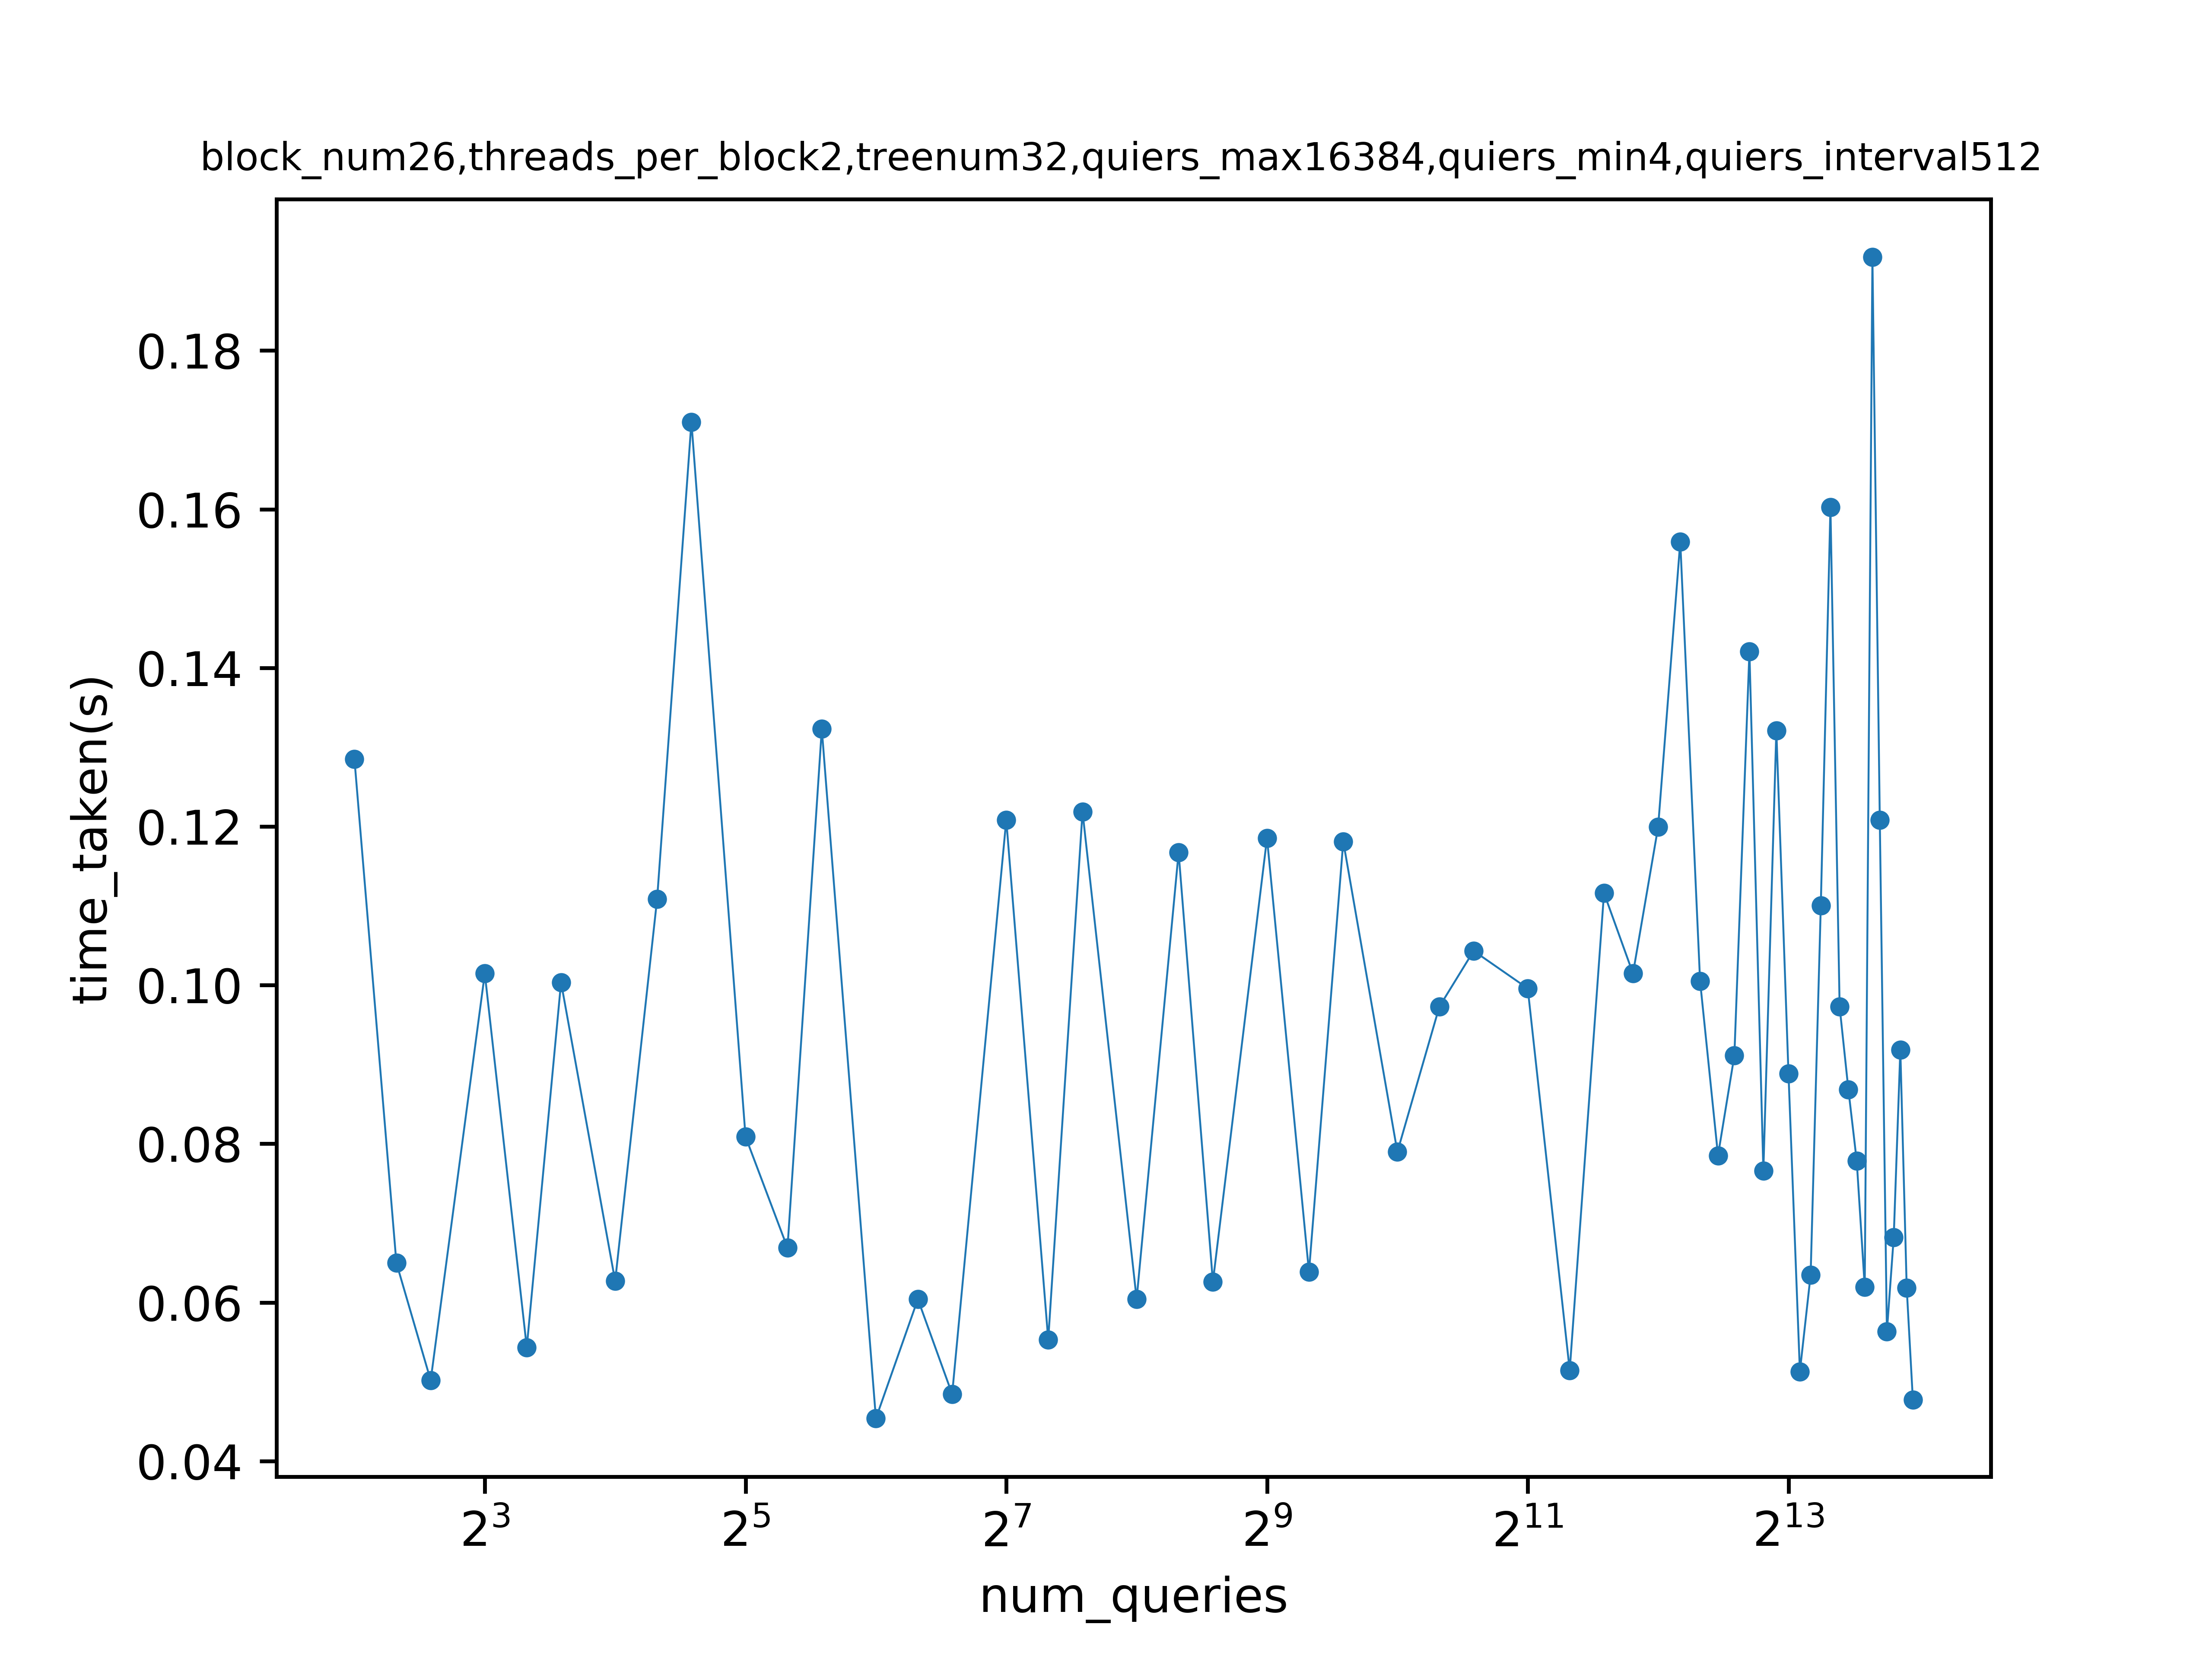 block_num26,threads_per_block2,treenum32,quiers_max16384,quiers_min4,quiers_interval512
0.18
0.16
0.14
0.12
0.10
0.08
0.06
0.04
time_taken(s)
2^3 2^5 2^7 2^9 2^11 2^13
num_queries